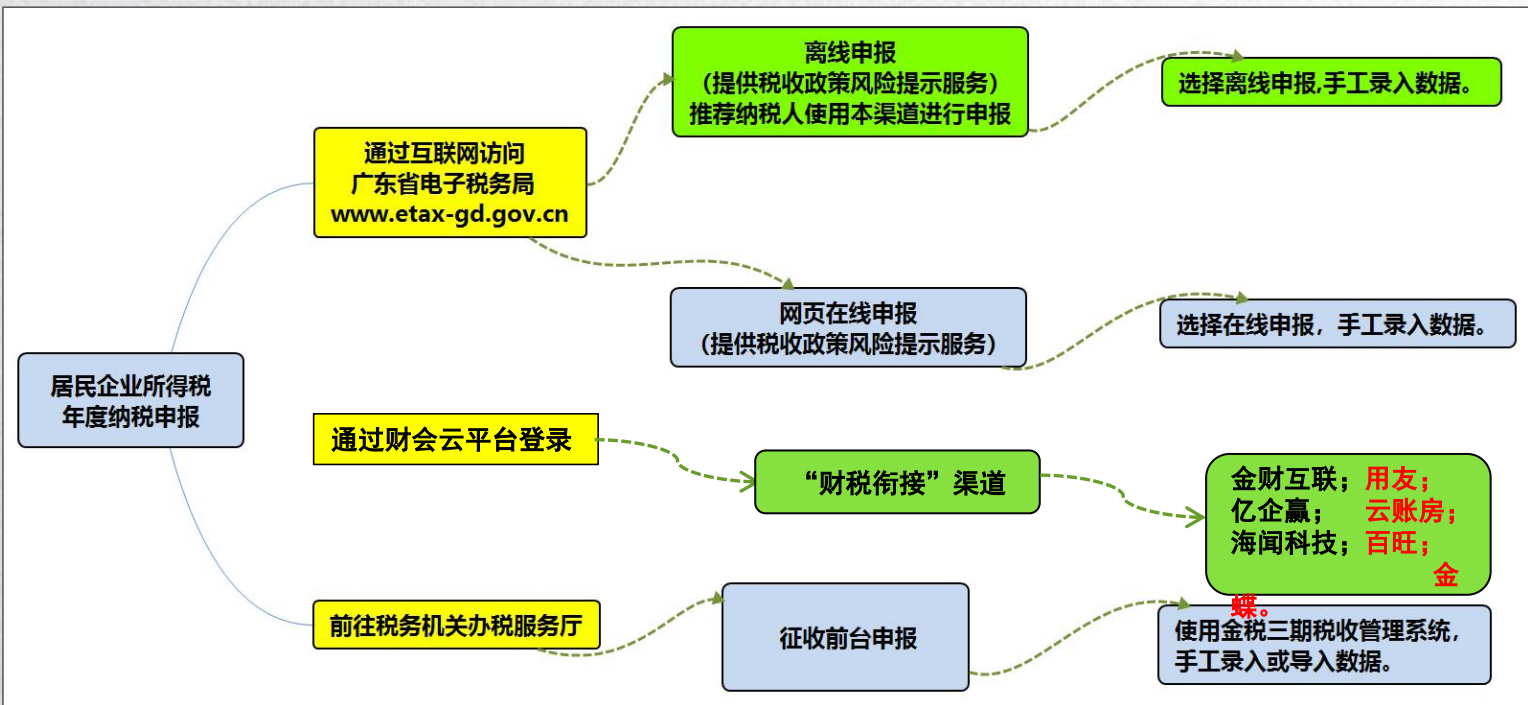 居民企业所得税
年度纳税申报
通过互联网访问
广东省电子税务局
www.etax-gd.gov.cn
离线申报
（提供税收政策风险提示服务）
推荐纳税人使用本渠道进行申报
选择离线申报,手工录入数据。
网页在线申报
（提供税收政策风险提示服务）
选择在线申报，手工录入数据。
通过财会云平台登录
“财税衔接”渠道
金财互联；用友；
亿企赢； 云账房；
海闻科技；百旺；
金
蝶。
前往税务机关办税服务厅
征收前台申报
使用金税三期税收管理系统，
手工录入或导入数据。